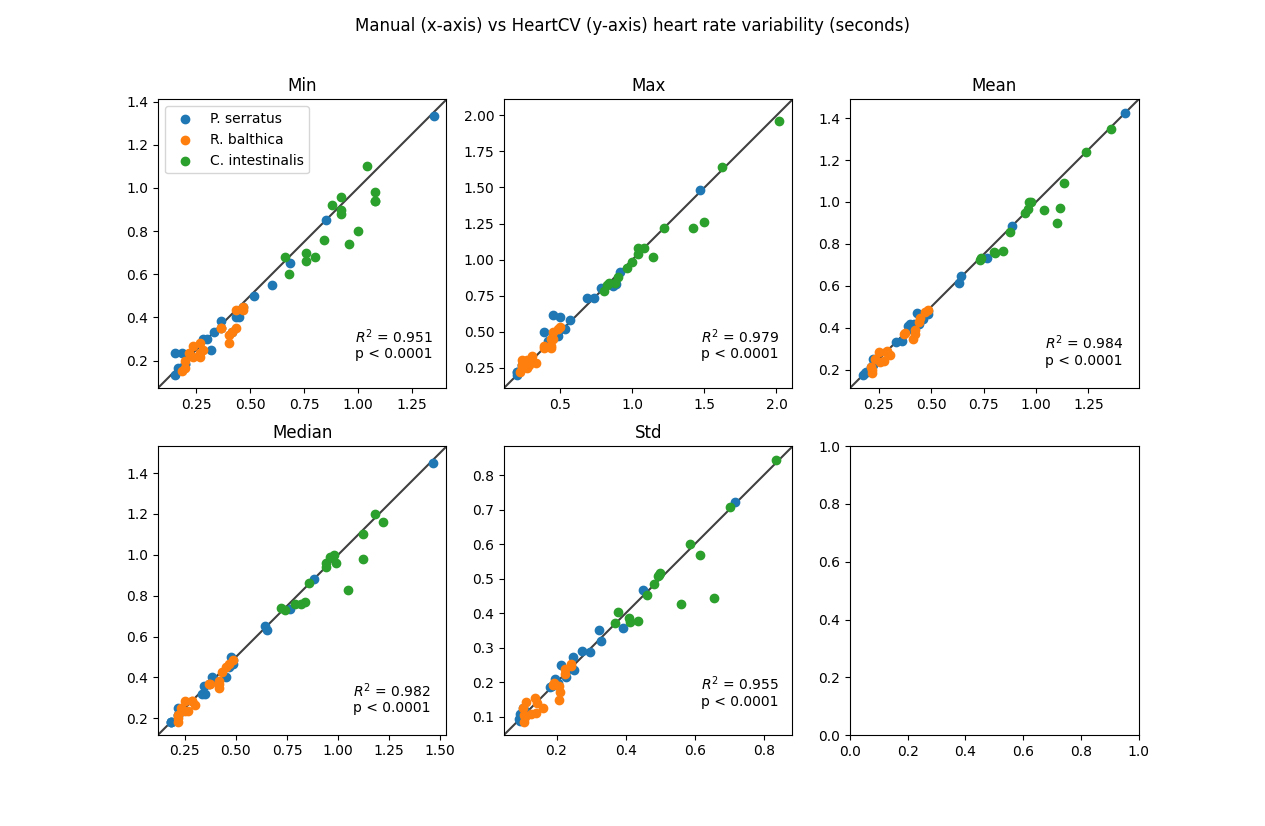 Manual (x-axis) vs HeartCV (y-axis) heart rate variability (seconds)
Min
1.4
1.2
1.0
0.8
0.6
0.4
0.2
P. serratus
R. balthica
C. intestinalis
R² = 0.951
p < 0.0001
0.25 0.50 0.75 1.00 1.25
Max
2.00
1.75
1.50
1.25
1.00
0.75
0.50
0.25
R² = 0.979
p < 0.0001
0.5 1.0 1.5 2.0
Mean
1.4
1.2
1.0
0.8
0.6
0.4
0.2
R² = 0.984
p < 0.0001
0.25 0.50 0.75 1.00 1.25
Median
1.4
1.2
1.0
0.8
0.6
0.4
0.2
R² = 0.982
p < 0.0001
0.25 0.50 0.75 1.00 1.25 1.50
Std
0.8
0.7
0.6
0.5
0.4
0.3
0.2
0.1
R² = 0.955
p < 0.0001
0.2 0.4 0.6 0.8
1.0
0.8
0.6
0.4
0.2
0.0
0.0 0.2 0.4 0.6 0.8 1.0